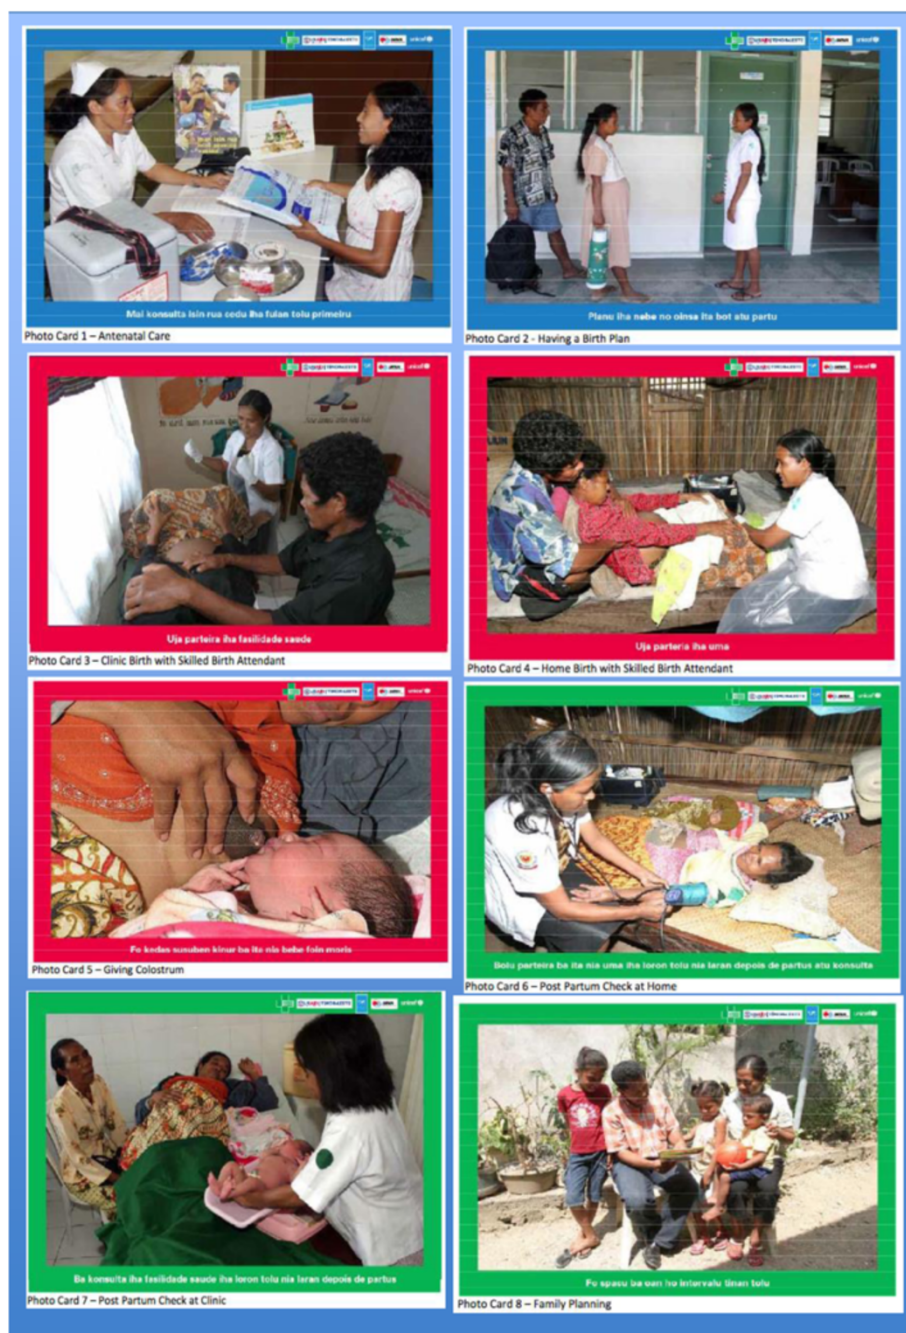 Mai konsulta isin rua sedu iha fulan tolu primeiru
Photo Card 1 – Antenatal Care
Planu iha nebe no oinsa ita bot atu partu
Photo Card 2 - Having a Birth Plan
Uja parteira iha fasilidade saude
Photo Card 3 – Clinic Birth with Skilled Birth Attendant
Uja parteria iha uma
Photo Card 4 – Home Birth with Skilled Birth Attendant
Fo kedas susuben kinur ba ita nia bebe foin moris
Photo Card 5 – Giving Colostrum
Bolu parteira ba ita nia uma iha loron tolu nia laran depois de partus atu konsulta
Photo Card 6 – Post Partum Check at Home
Ba konsulta iha fasilidade saude iha loron tolu nia laran depois de partus
Photo Card 7 – Post Partum Check at Clinic
Fo spasu ba oan ho intervalu tinan tolu
Photo Card 8 – Family Planning